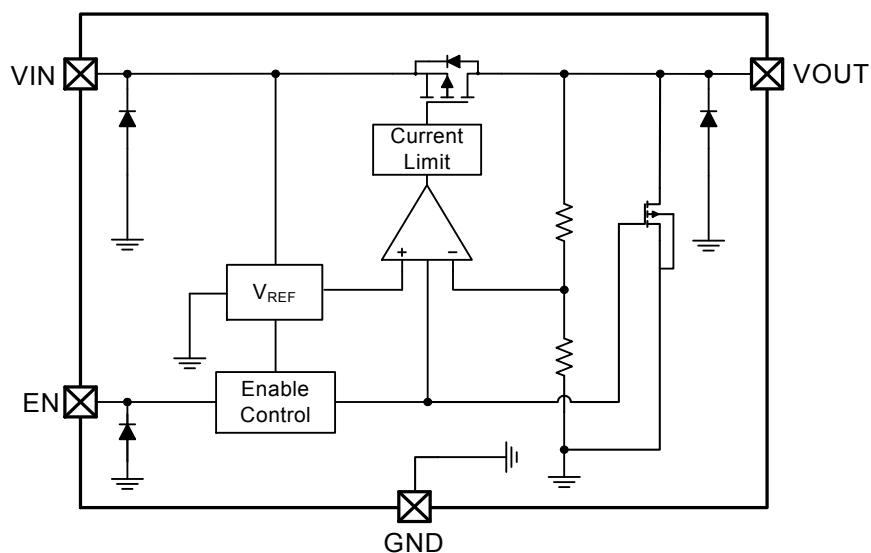 VIN
VOUT
Current
Limit
+
−
VREF
EN
Enable
Control
GND